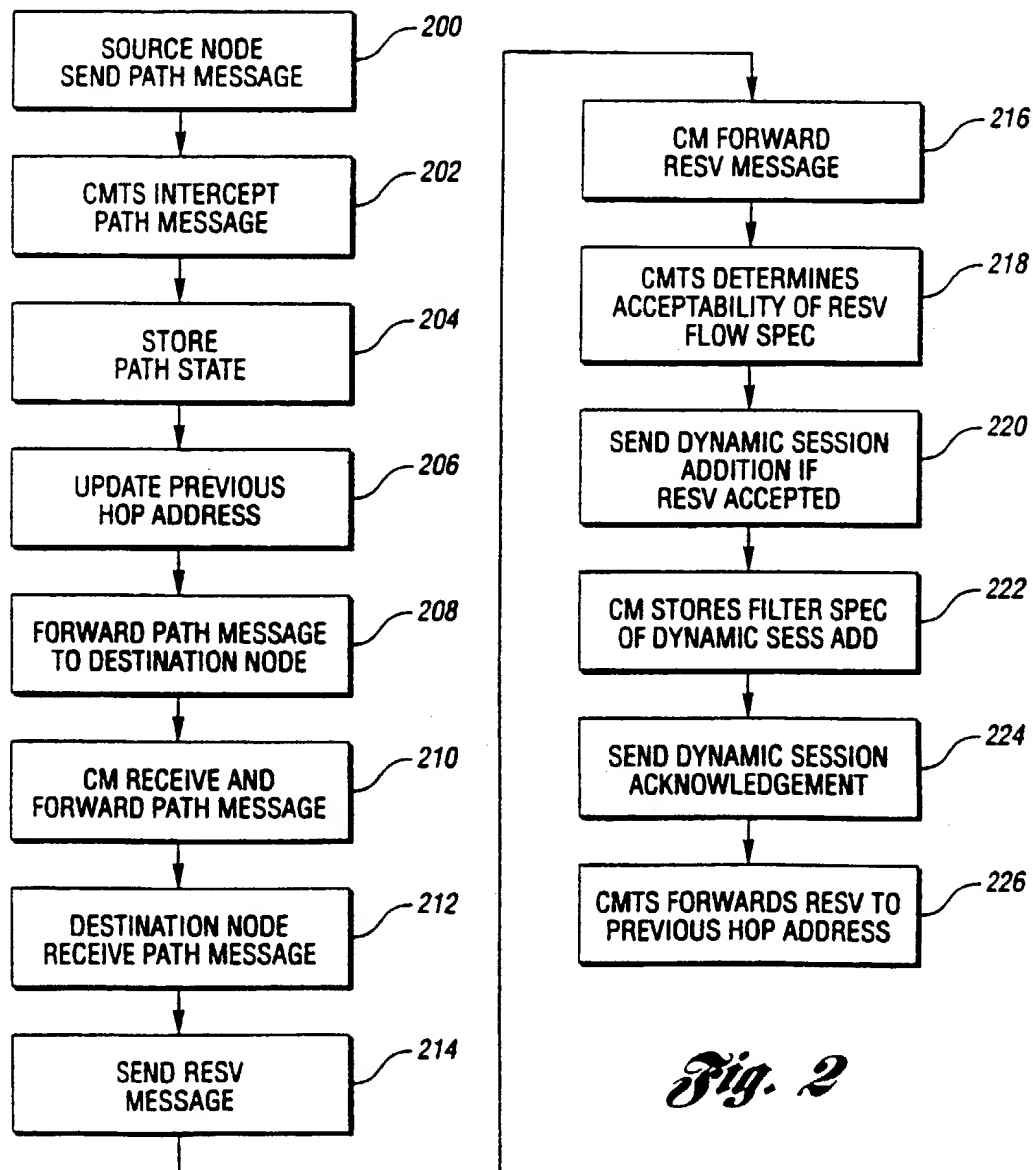 SOURCE NODE
SEND PATH MESSAGE
200
CMTS INTERCEPT
PATH MESSAGE
202
STORE
PATH STATE
204
UPDATE PREVIOUS
HOP ADDRESS
206
FORWARD PATH MESSAGE
TO DESTINATION NODE
208
CM RECEIVE AND
FORWARD PATH MESSAGE
210
DESTINATION NODE
RECEIVE PATH MESSAGE
212
SEND RESV
MESSAGE
214
CM FORWARD
RESV MESSAGE
216
CMTS DETERMINES
ACCEPTABILITY OF RESV
FLOW SPEC
218
SEND DYNAMIC SESSION
ADDITION IF
RESV ACCEPTED
220
CM STORES FILTER SPEC
OF DYNAMIC SESS ADD
222
SEND DYNAMIC SESSION
ACKNOWLEDGEMENT
224
CMTS FORWARDS RESV TO
PREVIOUS HOP ADDRESS
226
Fig. 2